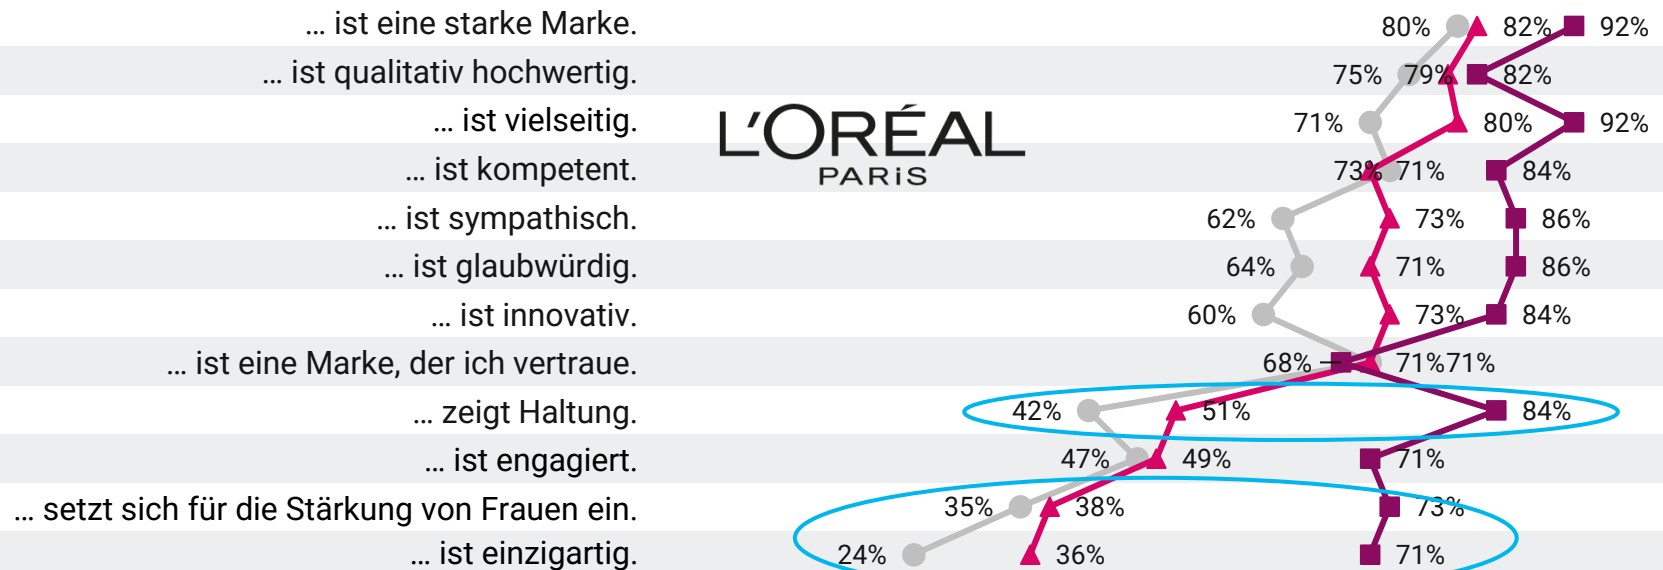 ... ist eine starke Marke. 80% 82% 92%
... ist qualitativ hochwertig. 75% 79% 82%
... ist vielseitig. 71% 80% 92%
L'ORÉAL
PARiS
... ist kompetent. 73% 71% 84%
... ist sympathisch. 62% 73% 86%
... ist glaubwürdig. 64% 71% 86%
... ist innovativ. 60% 73% 84%
... ist eine Marke, der ich vertraue. 68% 71% 71%
... zeigt Haltung. 42% 51% 84%
... ist engagiert. 47% 49% 71%
... setzt sich für die Stärkung von Frauen ein. 35% 38% 73%
... ist einzigartig. 24% 36% 71%